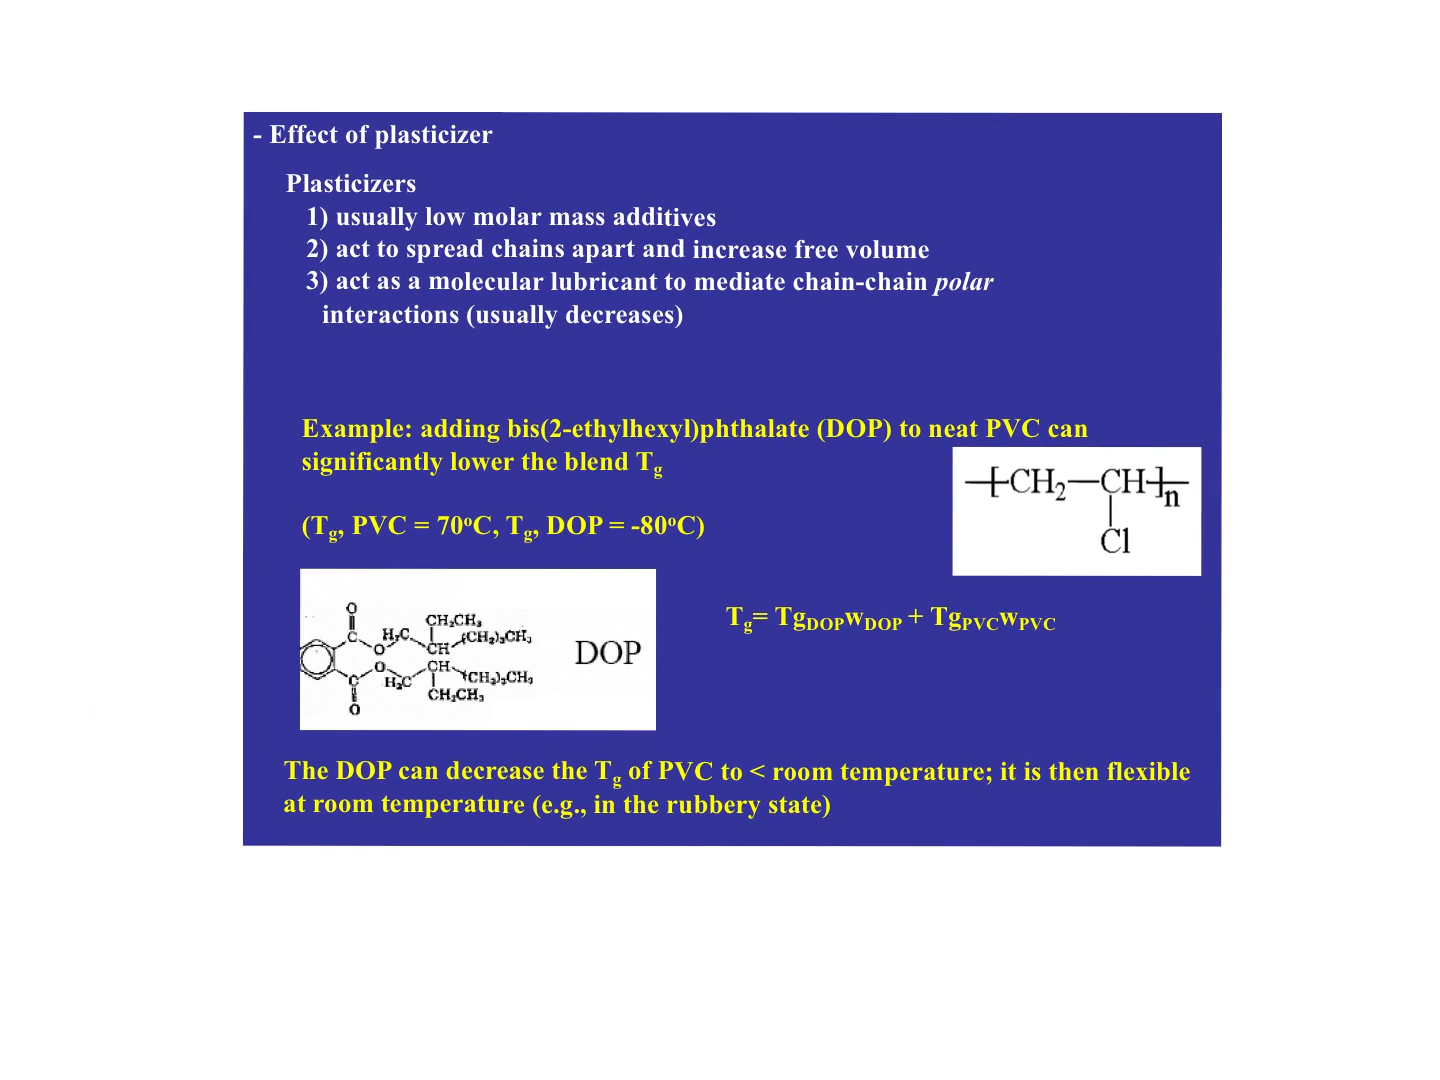 - Effect of plasticizer
Plasticizers
1) usually low molar mass additives
2) act to spread chains apart and increase free volume
3) act as a molecular lubricant to mediate chain-chain polar
interactions (usually decreases)
Example: adding bis(2-ethylhexyl)phthalate (DOP) to neat PVC can
significantly lower the blend Tg
(Tg, PVC = 70oC, Tg, DOP = -80oC)
CH2 CH n
Cl
Tg= TgDOPwDOP + TgPVCwPVC
O
CH2CH3
C H2C (CH2)3CH3
O CH
DOP
O CH
C H2C (CH2)3CH3
CH2CH3
O
The DOP can decrease the Tg of PVC to < room temperature; it is then flexible
at room temperature (e.g., in the rubbery state)